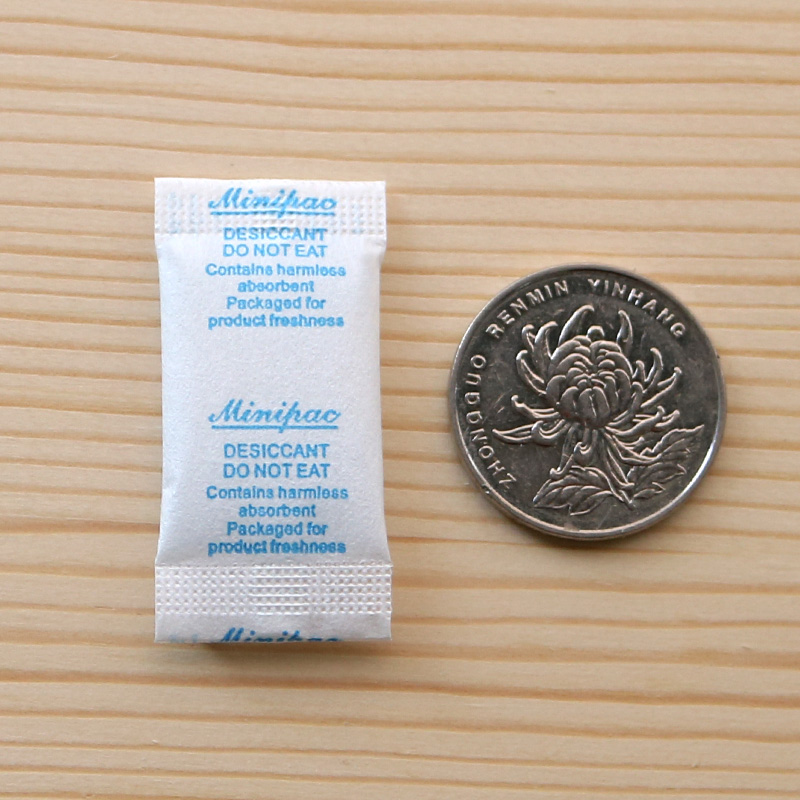 Minipac
DESICCANT
DO NOT EAT
Contains harmless
absorbent
Packaged for
product freshness
Minipac
DESICCANT
DO NOT EAT
Contains harmless
absorbent
Packaged for
product freshness
Minipac
ZHONGGUO RENMIN YINHANG